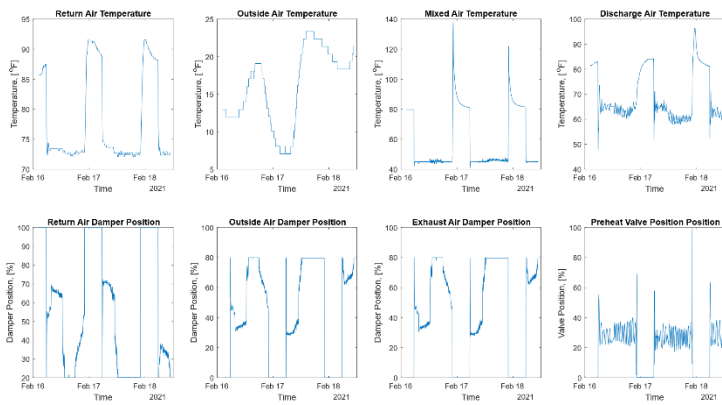 Return Air Temperature
Temperature, [°F]
95
90
85
80
75
70
Feb 16
Feb 17
Feb 18
Time
2021
Outside Air Temperature
Temperature, [°F]
25
20
15
10
5
Feb 16
Feb 17
Feb 18
Time
2021
Mixed Air Temperature
Temperature, [°F]
140
120
100
80
60
40
Feb 16
Feb 17
Feb 18
Time
2021
Discharge Air Temperature
Temperature, [°F]
100
90
80
70
60
50
40
Feb 16
Feb 17
Feb 18
Time
2021
Return Air Damper Position
Damper Position, [%]
100
90
80
70
60
50
40
30
20
Feb 16
Feb 17
Feb 18
Time
2021
Outside Air Damper Position
Damper Position, [%]
100
80
60
40
20
0
Feb 16
Feb 17
Feb 18
Time
2021
Exhaust Air Damper Position
Damper Position, [%]
100
80
60
40
20
0
Feb 16
Feb 17
Feb 18
Time
2021
Preheat Valve Position Position
Valve Position, [%]
100
80
60
40
20
0
Feb 16
Feb 17
Feb 18
Time
2021